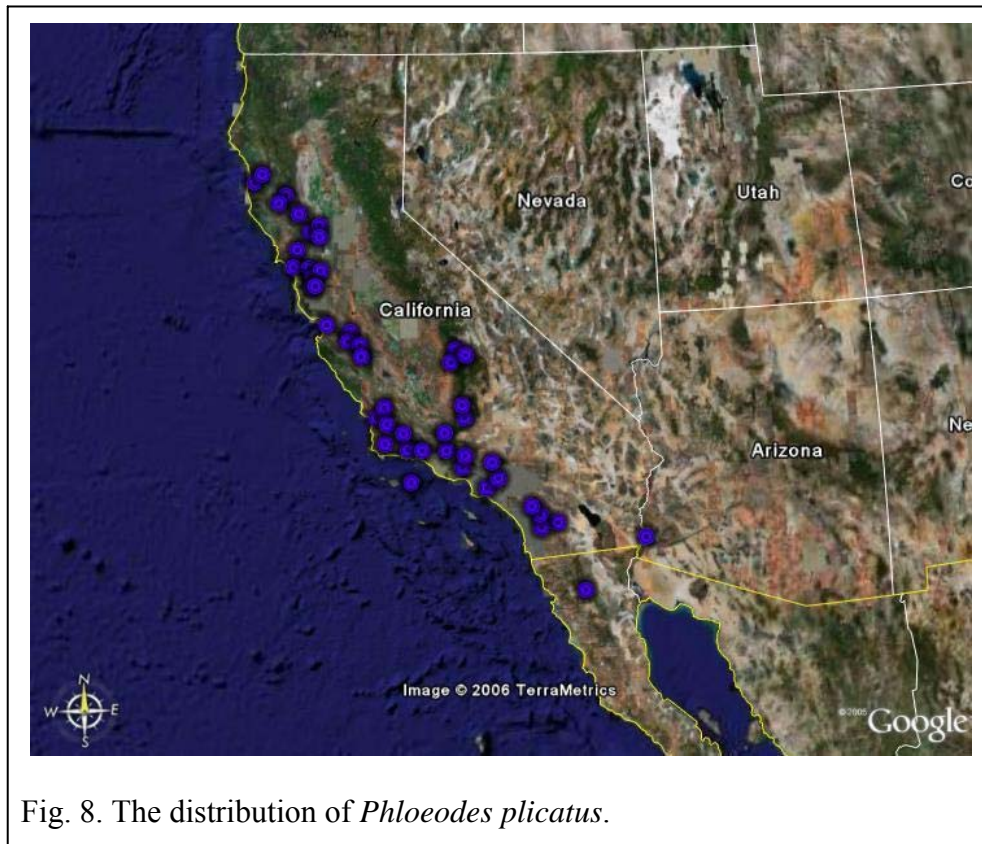 Nevada
Utah
Co
California
Arizona
Ne
Image © 2006 TerraMetrics
N
W E
S
©2005 Google
Fig. 8. The distribution of Phloeodes plicatus.